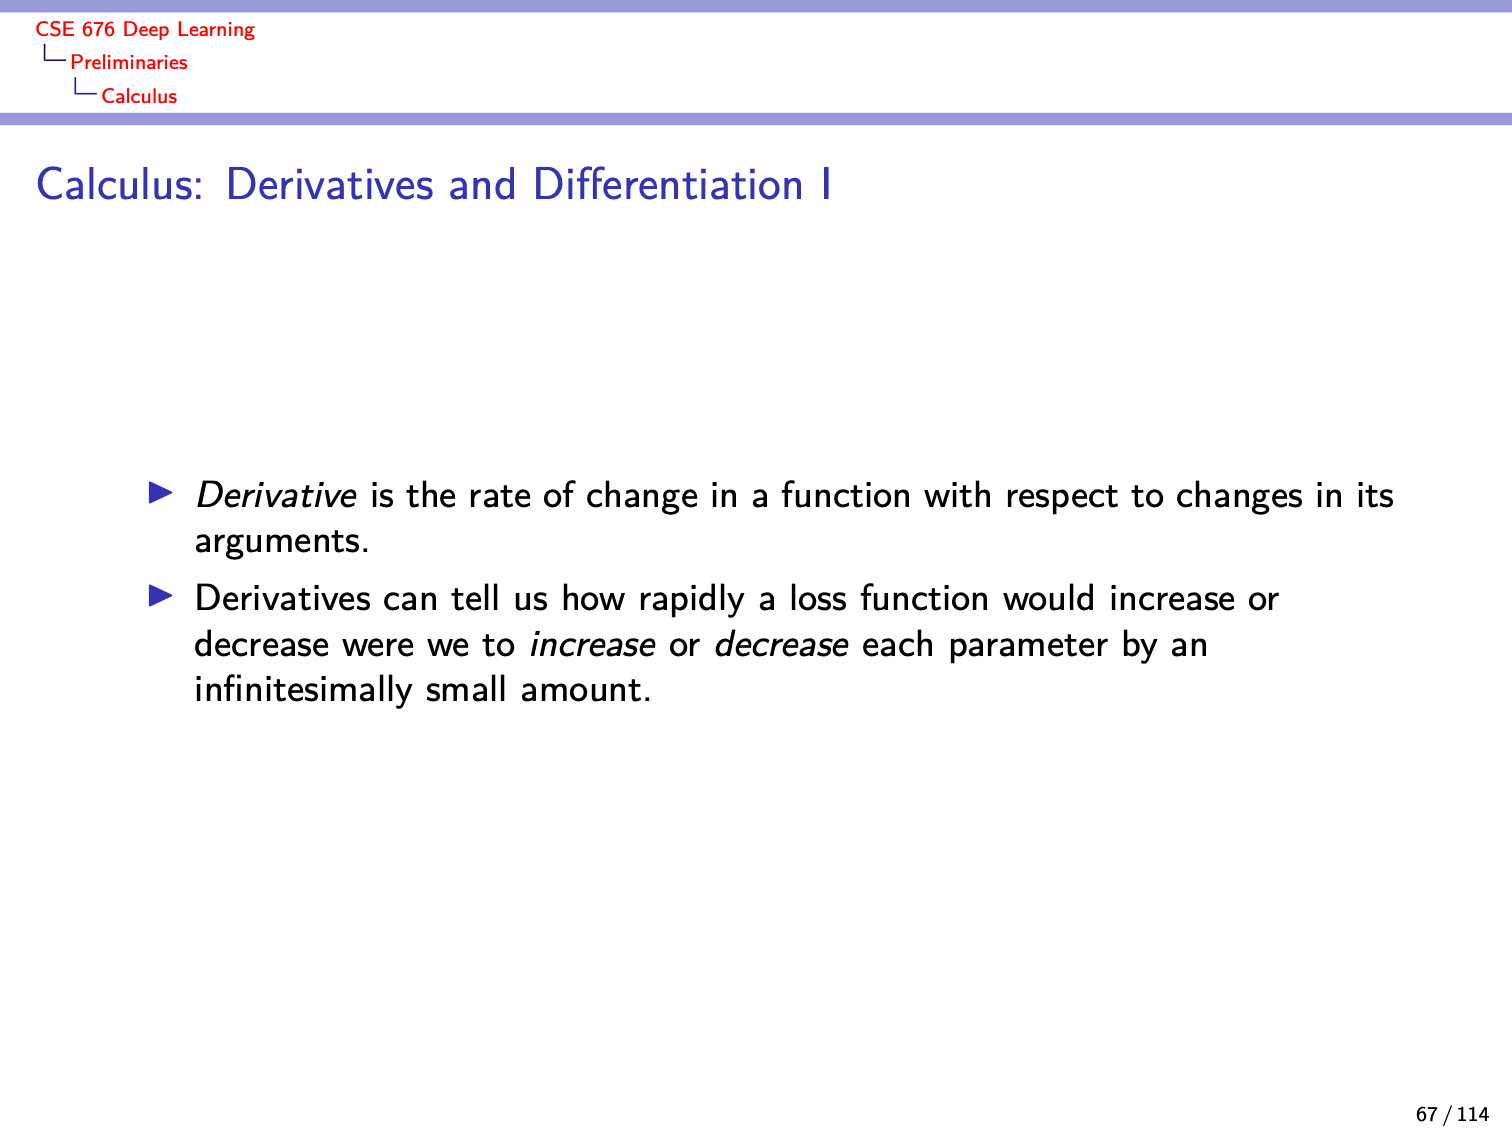 CSE 676 Deep Learning
Preliminaries
Calculus
Calculus: Derivatives and Differentiation I
Derivative is the rate of change in a function with respect to changes in its
arguments.
Derivatives can tell us how rapidly a loss function would increase or
decrease were we to increase or decrease each parameter by an
infinitesimally small amount.
67 / 114